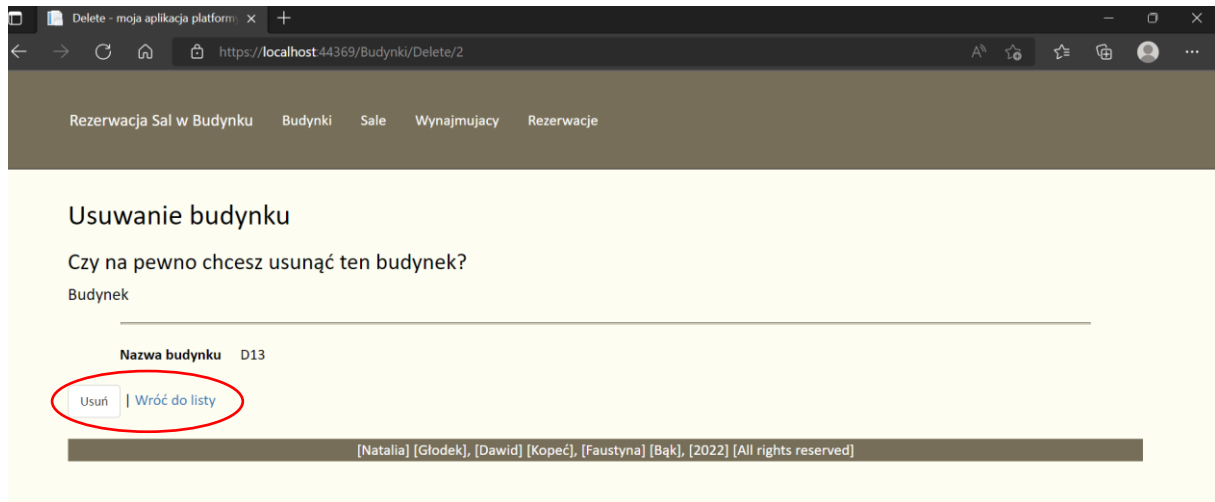 Delete - moja aplikacja platform
https://localhost:44369/Budynki/Delete/2
Rezerwacja Sal w Budynku Budynki Sale Wynajmujacy Rezerwacje
Usuwanie budynku
Czy na pewno chcesz usunąć ten budynek?
Budynek
Nazwa budynku D13
Usuń | Wróć do listy
[Natalia] [Głodek], [Dawid] [Kopeć], [Faustyna] [Bąk], [2022] [All rights reserved]